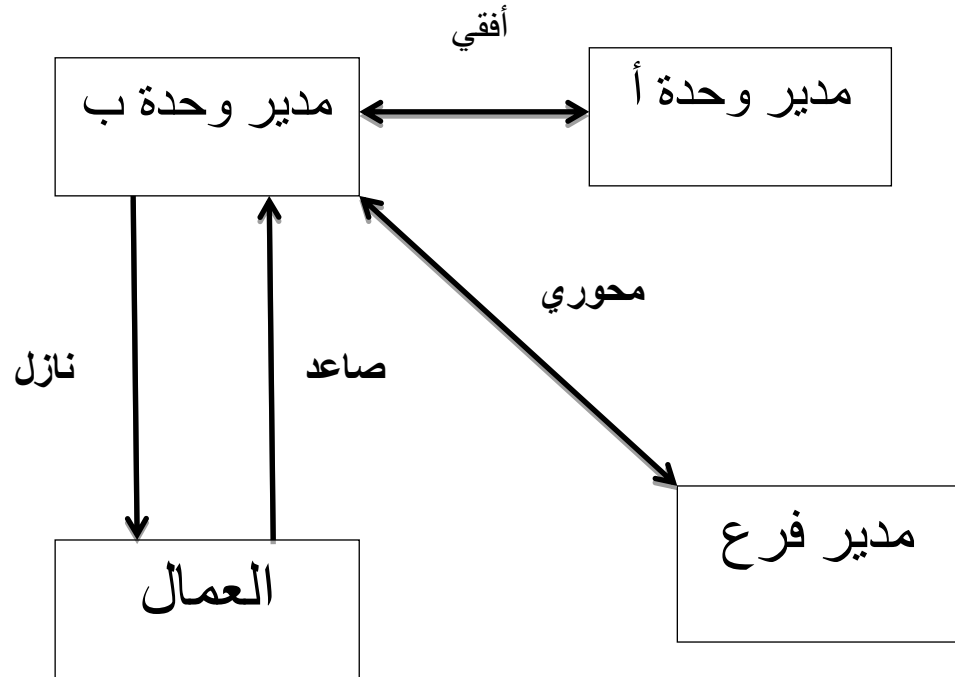 أفقي
مدير وحدة أ
مدير وحدة ب
محوري
صاعد
نازل
مدير فرع
العمال